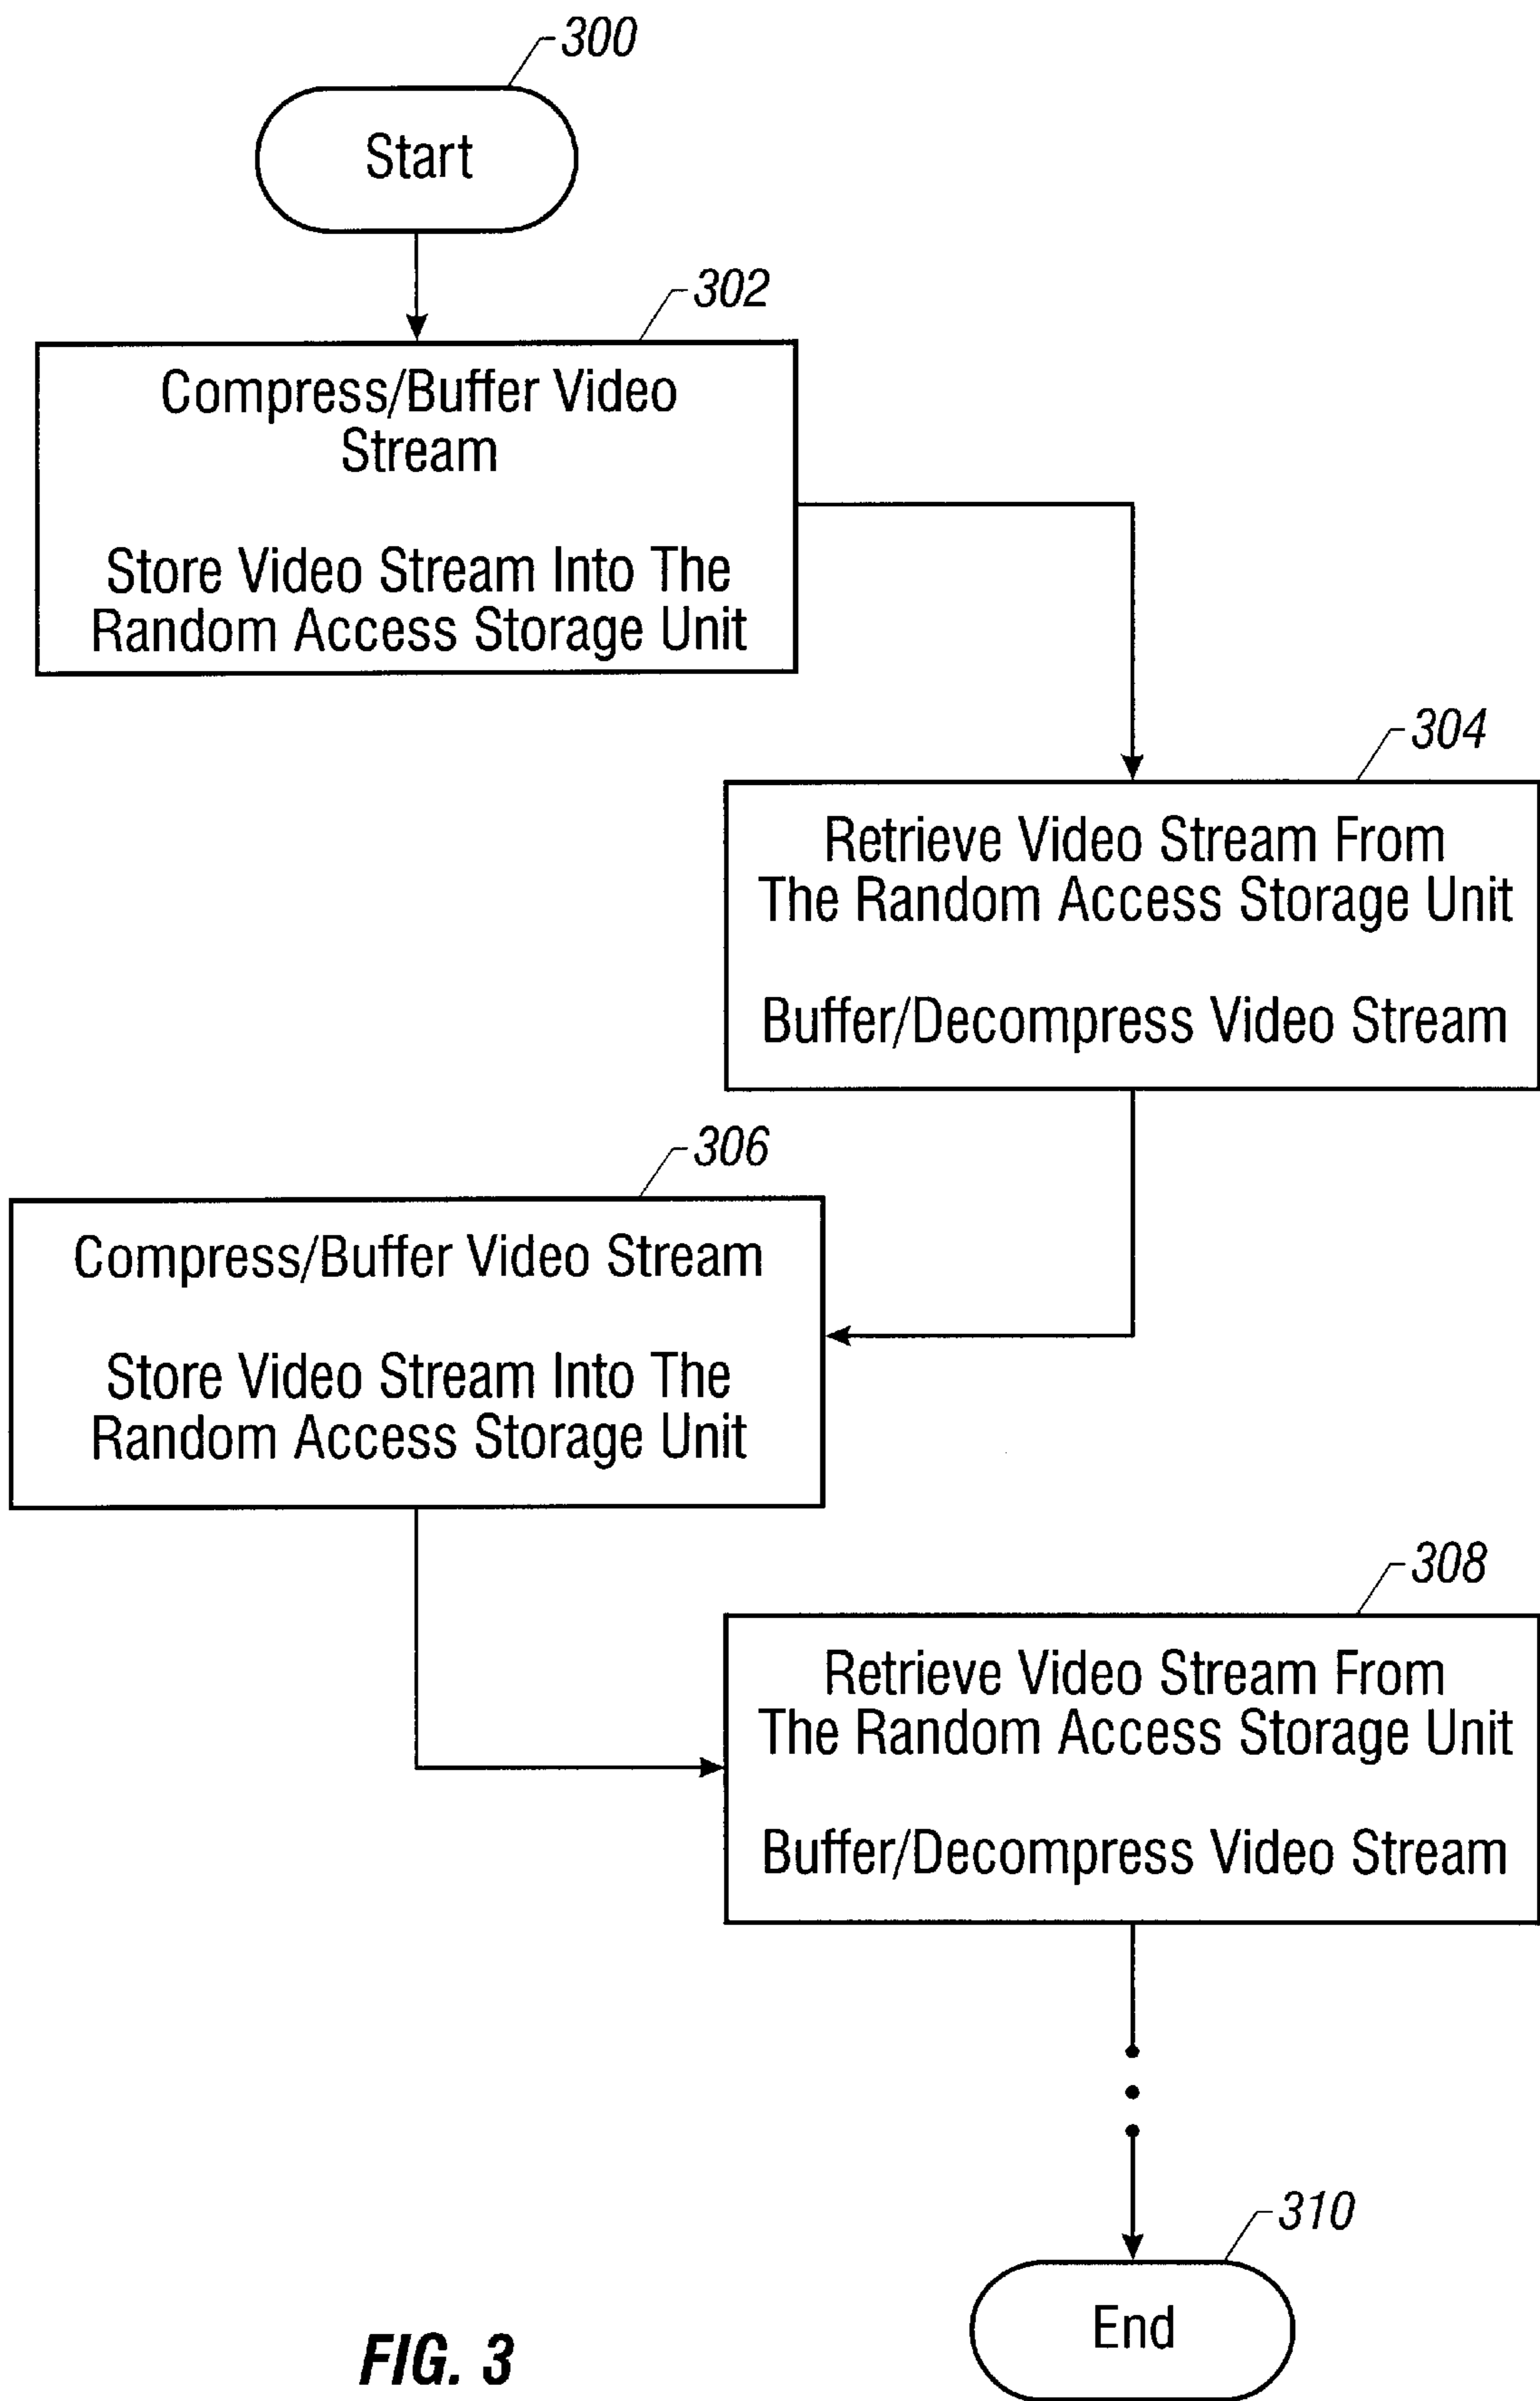 300
Start
302
Compress/Buffer Video
Stream
Store Video Stream Into The
Random Access Storage Unit
304
Retrieve Video Stream From
The Random Access Storage Unit
Buffer/Decompress Video Stream
306
Compress/Buffer Video Stream
Store Video Stream Into The
Random Access Storage Unit
308
Retrieve Video Stream From
The Random Access Storage Unit
Buffer/Decompress Video Stream
310
End
FIG. 3